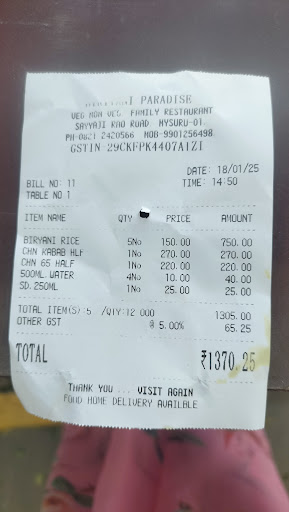 PARADISE
VEG NON VEG FAMILY RESTAURANT
SAYYAJI RAO ROAD MYSURU-01
PH-0821 2420566 MOB-9901256498
GSTIN 29CKFPK4407A1ZI
DATE: 18/01/25
BILL NO: 11 TIME: 14:50
TABLE NO 1
ITEM NAME QTY PRICE AMOUNT
BIRYANI RICE 5No 150.00 750.00
CHN KABAB HLF 1No 270.00 270.00
CHN 65 HALF 1No 220.00 220.00
500ML WATER 4No 10.00 40.00
SD.250ML 1No 25.00 25.00
TOTAL ITEM(S) 5 /QTY:12 000 1305.00
OTHER GST @ 5.00% 65.25
TOTAL ₹1370.25
THANK YOU ... VISIT AGAIN
FOOD HOME DELIVERY AVAILBLE